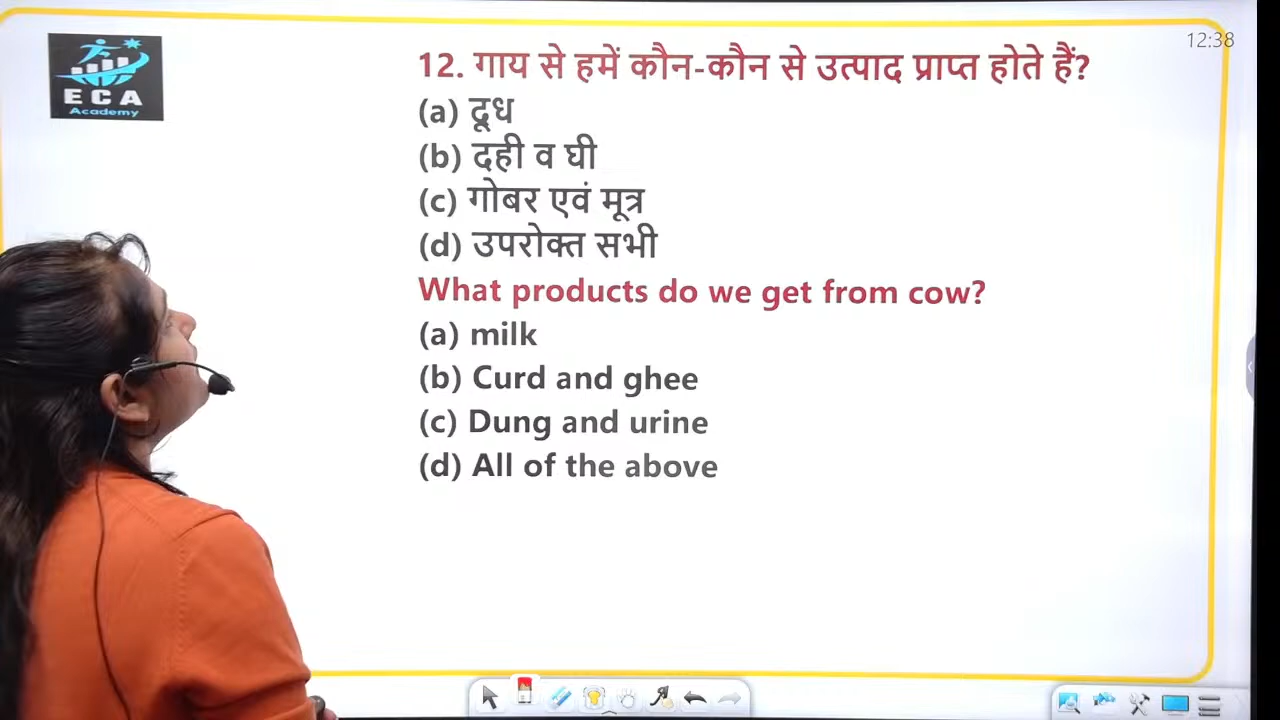 ECA
Academy
12:38
12. गाय से हमें कौन-कौन से उत्पाद प्राप्त होते हैं?
(a) दूध
(b) दही व घी
(c) गोबर एवं मूत्र
(d) उपरोक्त सभी
What products do we get from cow?
(a) milk
(b) Curd and ghee
(c) Dung and urine
(d) All of the above